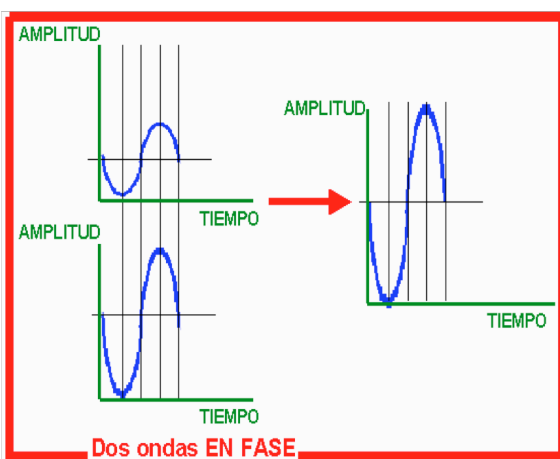 AMPLITUD
TIEMPO
AMPLITUD
TIEMPO
AMPLITUD
TIEMPO
Dos ondas EN FASE